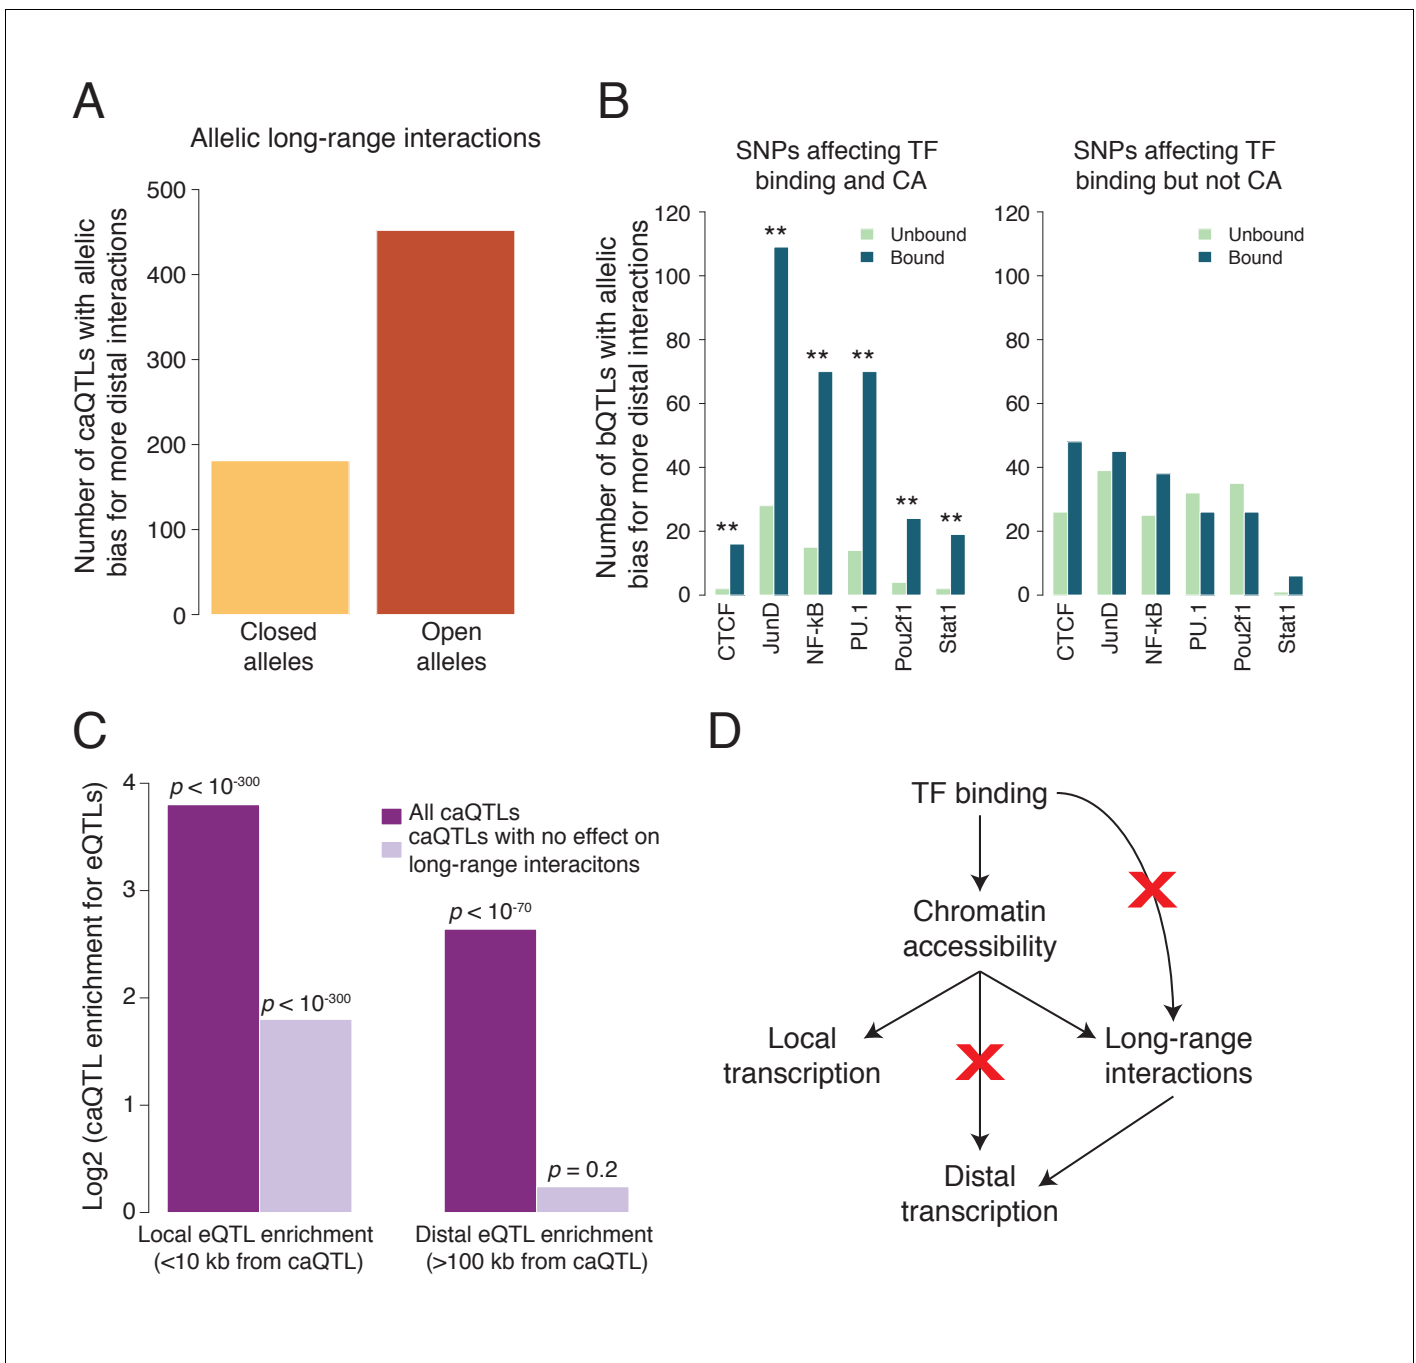 A
Allelic long-range interactions
Number of caQTLs with allelic
bias for more distal interactions
500
400
300
200
100
0
Closed
alleles
Open
alleles
B
SNPs affecting TF
binding and CA
Number of bQTLs with allelic
bias for more distal interactions
120
100
80
60
40
20
0
Unbound
Bound
**
**
**
**
**
**
CTCF
JunD
NF-kB
PU.1
Pou2f1
Stat1
SNPs affecting TF
binding but not CA
120
100
80
60
40
20
0
Unbound
Bound
CTCF
JunD
NF-kB
PU.1
Pou2f1
Stat1
C
Log2 (caQTL enrichment for eQTLs)
4
3
2
1
0
p < 10-300
p < 10-300
p < 10-70
p = 0.2
All caQTLs
caQTLs with no effect on
long-range interacitons
Local eQTL enrichment
(<10 kb from caQTL)
Distal eQTL enrichment
(>100 kb from caQTL)
D
TF binding
Chromatin
accessibility
Local
transcription
Long-range
interactions
Distal
transcription